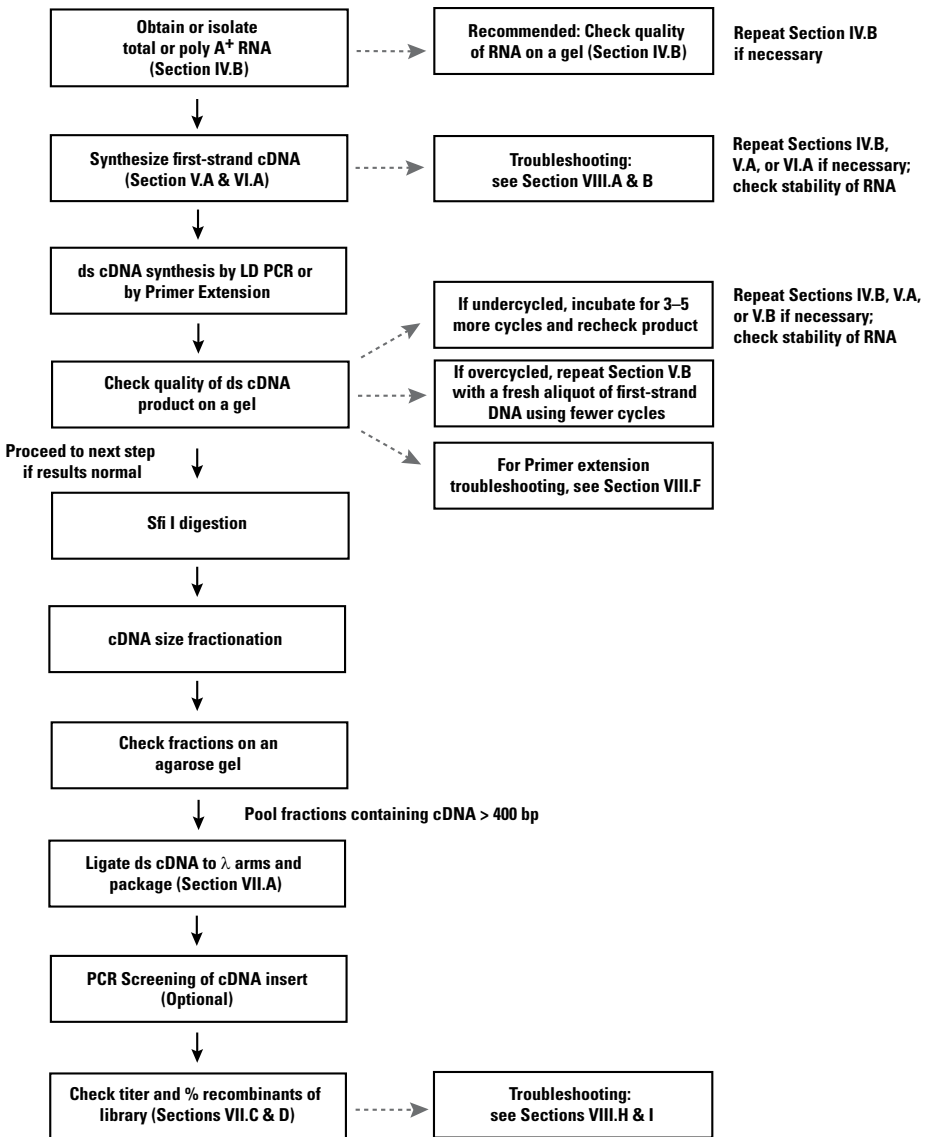 Obtain or isolate
total or poly A+ RNA
(Section IV.B)
Recommended: Check quality
of RNA on a gel (Section IV.B)
Repeat Section IV.B
if necessary
Synthesize first-strand cDNA
(Section V.A & VI.A)
Troubleshooting:
see Section VIII.A & B
Repeat Sections IV.B,
V.A, or VI.A if necessary;
check stability of RNA
ds cDNA synthesis by LD PCR or
by Primer Extension
If undercycled, incubate for 3–5
more cycles and recheck product
Repeat Sections IV.B, V.A,
or V.B if necessary;
check stability of RNA
Check quality of ds cDNA
product on a gel
If overcycled, repeat Section V.B
with a fresh aliquot of first-strand
DNA using fewer cycles
For Primer extension
troubleshooting, see Section VIII.F
Proceed to next step
if results normal
Sfi I digestion
cDNA size fractionation
Check fractions on an
agarose gel
Pool fractions containing cDNA > 400 bp
Ligate ds cDNA to λ arms and
package (Section VII.A)
PCR Screening of cDNA insert
(Optional)
Check titer and % recombinants of
library (Sections VII.C & D)
Troubleshooting:
see Sections VIII.H & I